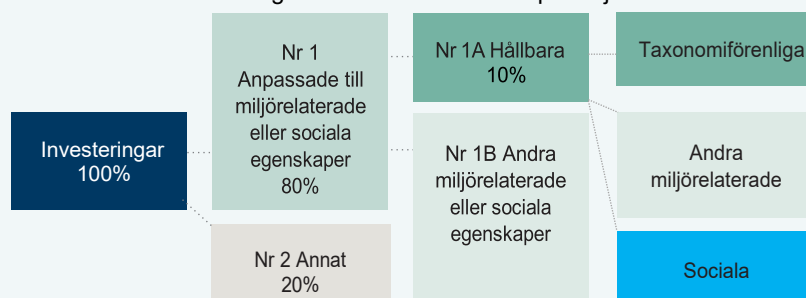 Investeringar
100%
Nr 1
Anpassade till
miljörelaterade
eller sociala
egenskaper
80%
Nr 2 Annat
20%
Nr 1A Hållbara
10%
Nr 1B Andra
miljörelaterade
eller sociala
egenskaper
Taxonomiförenliga
Andra
miljörelaterade
Sociala